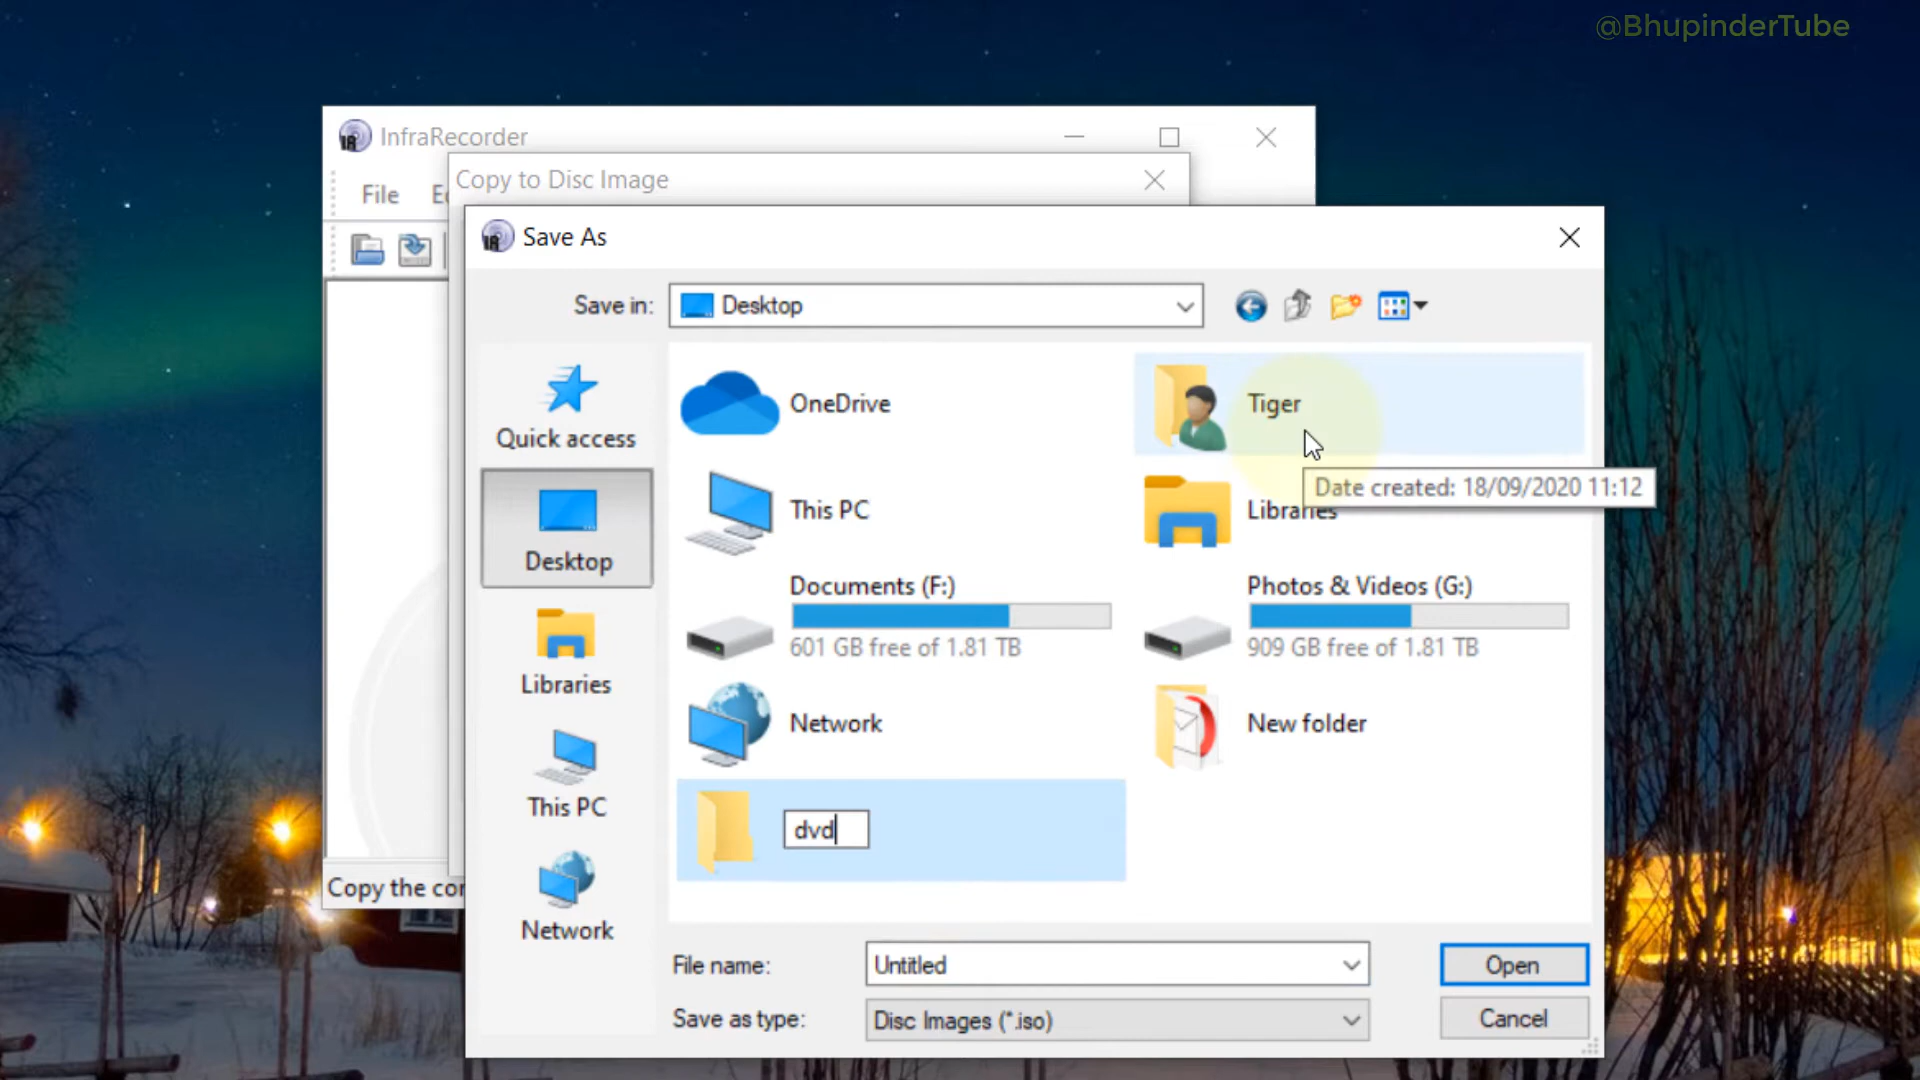 @BhupinderTube
InfraRecorder
Copy to Disc Image
File
Save As
Save in:
Desktop
Quick access
Desktop
Libraries
This PC
Network
OneDrive
Tiger
Date created: 18/09/2020 11:12
This PC
Libraries
Documents (F:)
601 GB free of 1.81 TB
Photos & Videos (G:)
909 GB free of 1.81 TB
Network
New folder
dvd
Copy the
File name:
Untitled
Open
Save as type:
Disc Images (*.iso)
Cancel